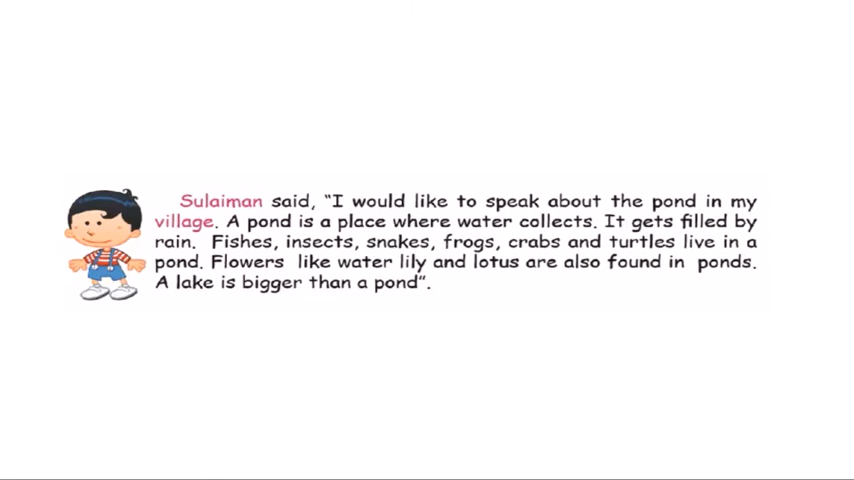 Sulaiman said, “I would like to speak about the pond in my
village. A pond is a place where water collects. It gets filled by
rain. Fishes, insects, snakes, frogs, crabs and turtles live in a
pond. Flowers like water lily and lotus are also found in ponds.
A lake is bigger than a pond”.